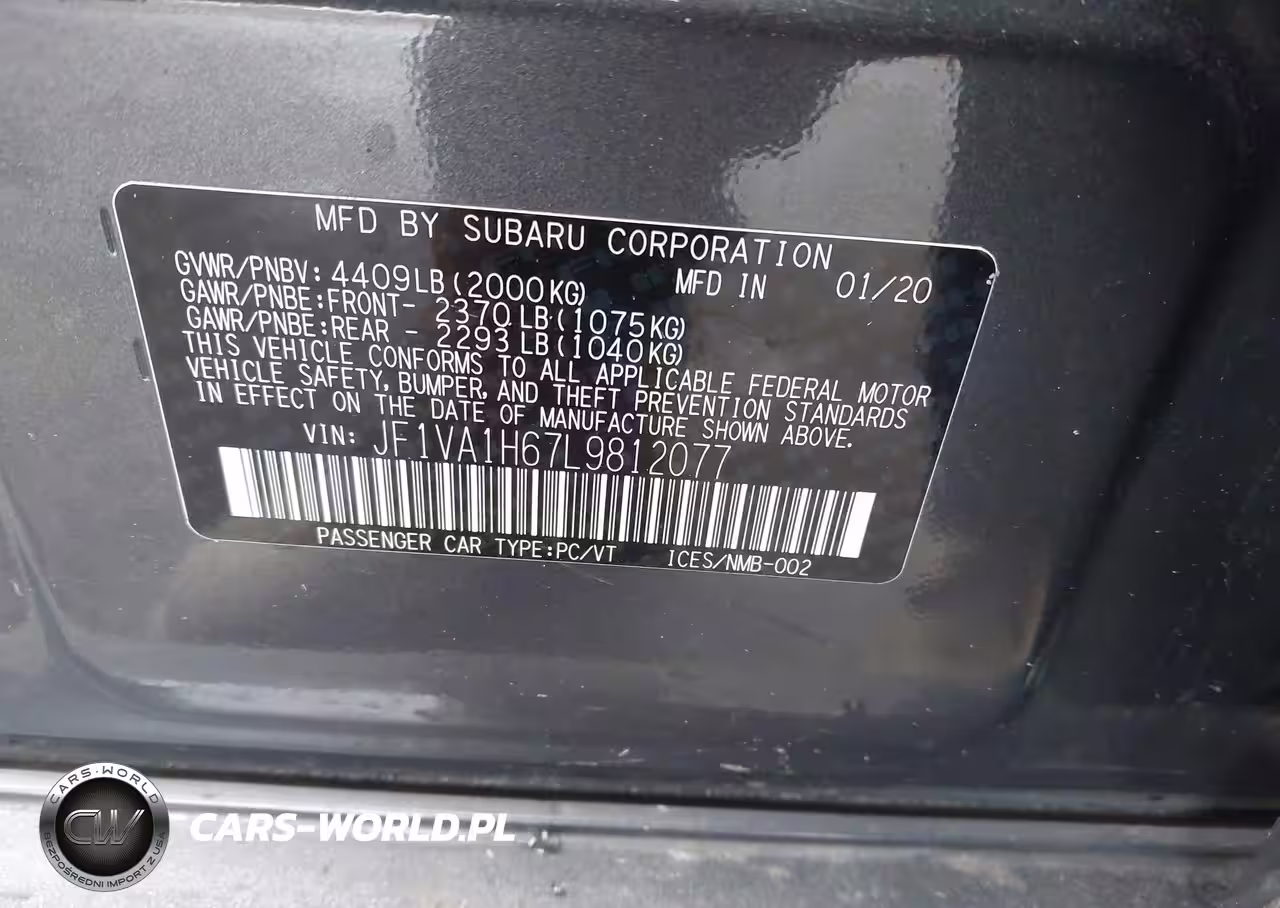 MFD BY SUBARU CORPORATION
GVWR/PNBV: 4409LB(2000KG) MFD IN 01/20
GAWR/PNBE:FRONT- 2370LB(1075KG)
GAWR/PNBE:REAR - 2293LB(1040KG)
THIS VEHICLE CONFORMS TO ALL APPLICABLE FEDERAL MOTOR
VEHICLE SAFETY, BUMPER, AND THEFT PREVENTION STANDARDS
IN EFFECT ON THE DATE OF MANUFACTURE SHOWN ABOVE.
VIN: JF1VA1H67L9812077
PASSENGER CAR TYPE:PC/VT ICES/NMB-002
CARS-WORLD
CW
BEZPOŚREDNI IMPORT Z USA
CARS-WORLD.PL